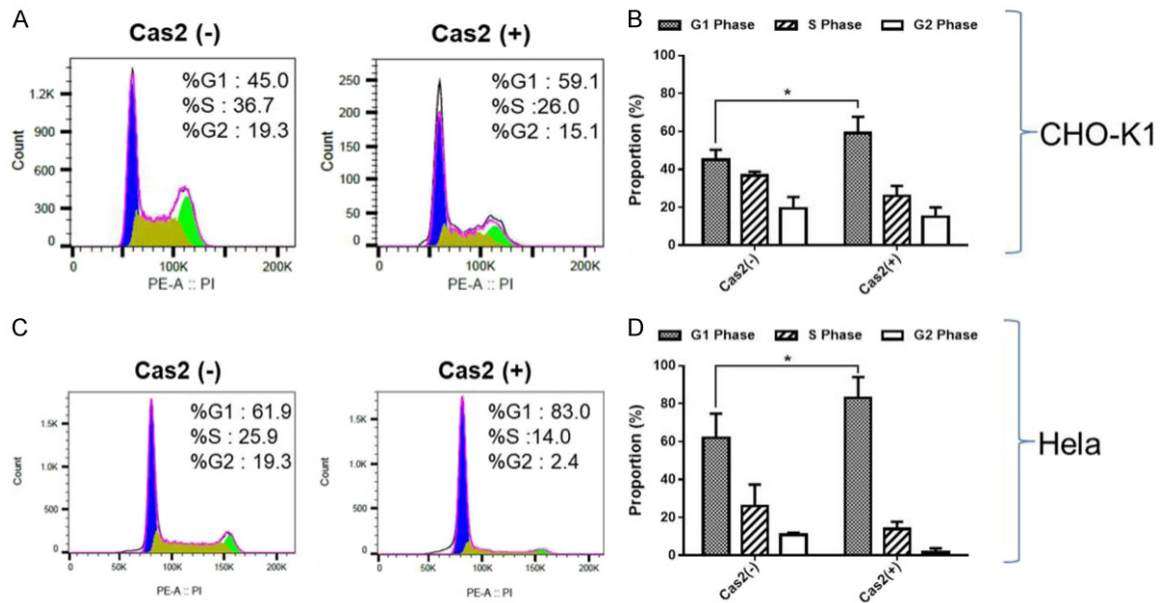 A
Cas2 (-)
%G1 : 45.0
%S : 36.7
%G2 : 19.3
1.2K
900
600
300
0
Count
0
100K
200K
PE-A :: PI
Cas2 (+)
%G1 : 59.1
%S :26.0
%G2 : 15.1
250
200
150
100
50
0
Count
0
100K
200K
PE-A :: PI
B
G1 Phase
S Phase
G2 Phase
100
80
60
40
20
0
Proportion (%)
*
Cas2(-)
Cas2(+)
CHO-K1
C
Cas2 (-)
%G1 : 61.9
%S : 25.9
%G2 : 19.3
1.5K
1.0K
500
0
Count
0
50K
100K
150K
200K
PE-A :: PI
Cas2 (+)
%G1 : 83.0
%S :14.0
%G2 : 2.4
1.5K
1.0K
500
0
Count
0
50K
100K
150K
200K
PE-A :: PI
D
G1 Phase
S Phase
G2 Phase
100
80
60
40
20
0
Proportion (%)
*
Cas2(-)
Cas2(+)
Hela